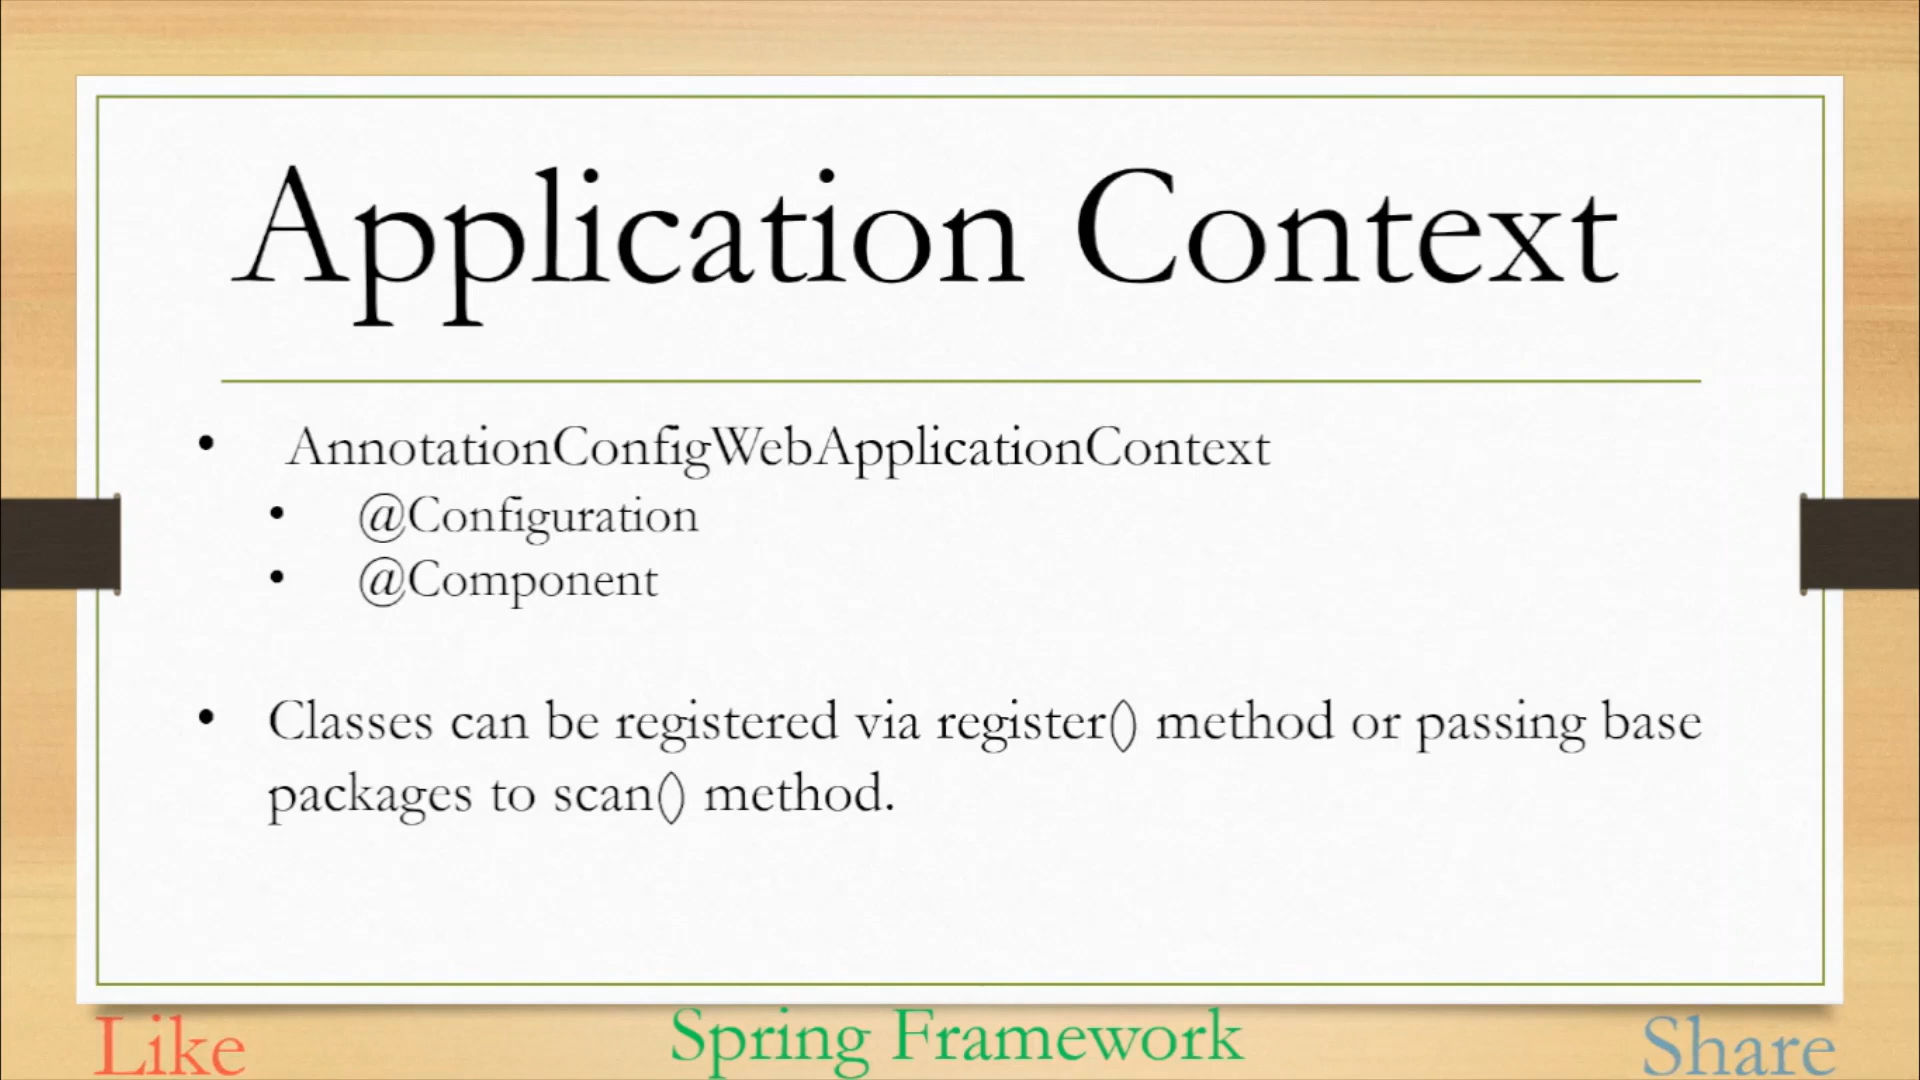 Application Context
• AnnotationConfigWebApplicationContext
• @Configuration
• @Component
• Classes can be registered via register() method or passing base
packages to scan() method.
Like
Spring Framework
Share